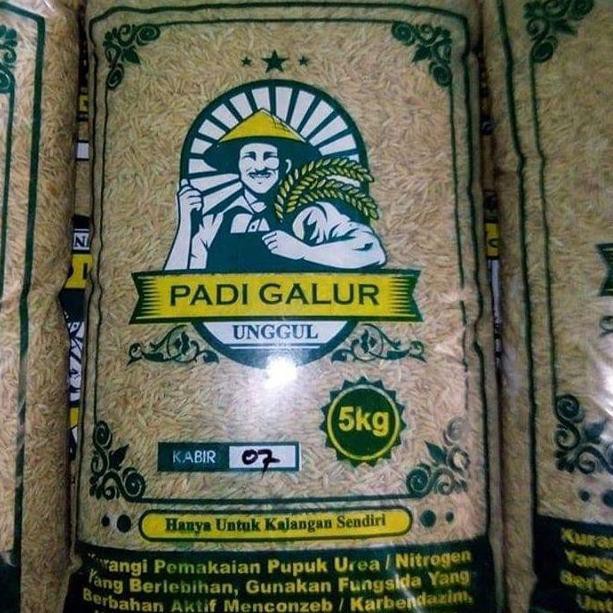 PADI GALUR
UNGGUL
5kg
KABIR 07
Hanya Untuk Kalangan Sendiri
Kurangi Pemakaian Pupuk Urea / Nitrogen
Yang Berlebihan, Gunakan Fungsida Yang
Berbahan Aktif Menconzeb / Karbendazim,